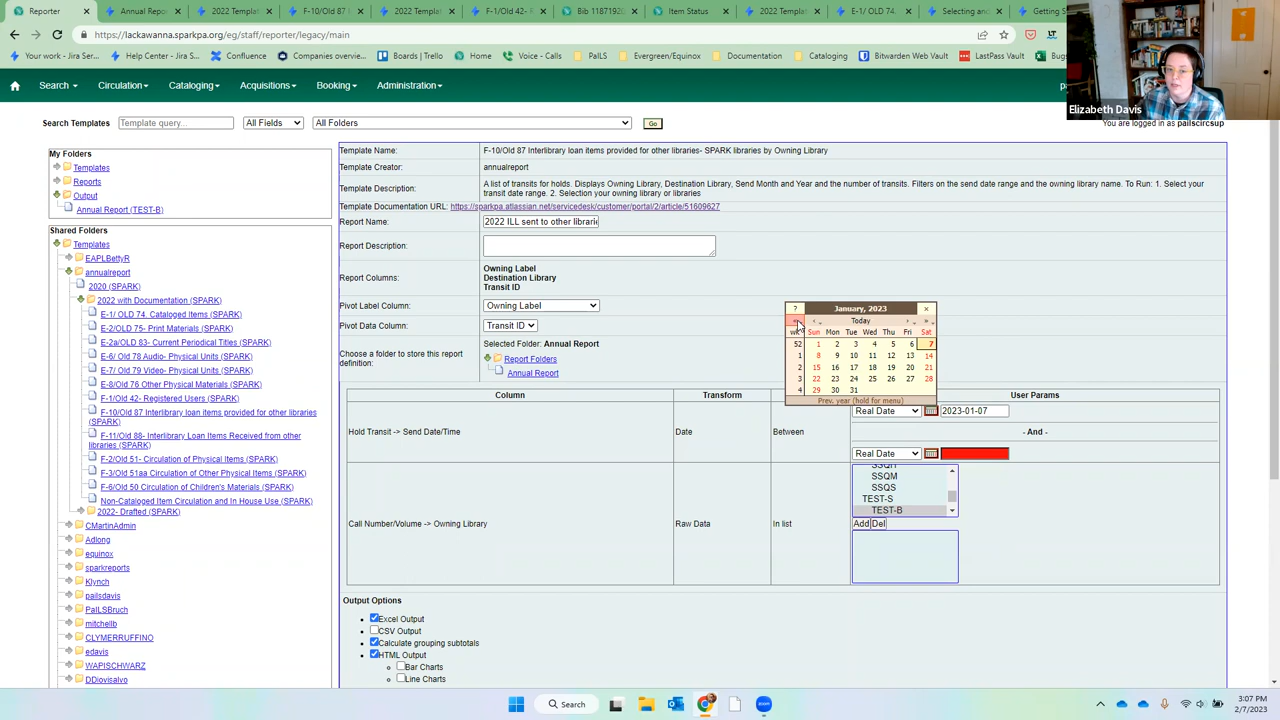 2022 Templ
F-10/Old 87
2022 Templ
F-1/Old 42-
Bib 1187192
Item Status
2022 Templ
E-1/ OLD 74.
Selecting and
Getting S
https://lackawanna.sparkpa.org/eg/staff/reporter/legacy/main
Your work - Jira Ser...
Help Center - Jira S...
Confluence
Companies overvie...
Boards | Trello
Home
Voice - Calls
PaILS
Evergreen/Equinox
Documentation
Cataloging
Bitwarden Web Vault
LastPass Vault
Bugs
Search
Circulation
Cataloging
Acquisitions
Booking
Administration
Elizabeth Davis
You are logged in as pailscircsup
Search Templates
Template query...
All Fields
All Folders
Go
My Folders
Templates
Reports
Output
Annual Report (TEST-B)
Shared Folders
Templates
EAPLBettyR
annualreport
2020 (SPARK)
2022 with Documentation (SPARK)
E-1/ OLD 74. Cataloged Items (SPARK)
E-2/OLD 75- Print Materials (SPARK)
E-2a/OLD 83- Current Periodical Titles (SPARK)
E-6/ Old 78 Audio- Physical Units (SPARK)
E-7/ OLD 79 Video- Physical Units (SPARK)
E-8/Old 76 Other Physical Materials (SPARK)
F-1/Old 42- Registered Users (SPARK)
F-10/Old 87 Interlibrary loan items provided for other libraries
(SPARK)
F-11/Old 88- Interlibrary Loan Items Received from other
libraries (SPARK)
F-2/Old 51- Circulation of Physical Items (SPARK)
F-3/Old 51aa Circulation of Other Physical Items (SPARK)
F-6/Old 50 Circulation of Children's Materials (SPARK)
Non-Cataloged Item Circulation and In House Use (SPARK)
2022- Drafted (SPARK)
CMartinAdmin
Adlong
equinox
sparkreports
Klynch
pailsdavis
PaILSBruch
mitchellb
CLYMERRUFFINO
edavis
WAPISCHWARZ
DDiovisalvo
Template Name: F-10/Old 87 Interlibrary loan items provided for other libraries- SPARK libraries by Owning Library
Template Creator: annualreport
Template Description: A list of transits for holds. Displays Owning Library, Destination Library, Send Month and Year and the number of transits. Filter on the send date range and the owning library name. To Run: 1. Select your
transit date range. 2. Selection your owning library or libraries
Template Documentation URL: https://sparkpa.atlassian.net/servicedesk/customer/portal/2/article/51609627
Report Name: 2022 ILL sent to other librarie
Report Description:
Report Columns: Owning Label
Destination Library
Transit ID
Pivot Label Column: Owning Label
Pivot Data Column: Transit ID
Choose a folder to store this report
definition:
Selected Folder: Annual Report
Report Folders
Annual Report
? January, 2023 ×
« ‹ Today › »
wk Sun Mon Tue Wed Thu Fri Sat
52 1 2 3 4 5 6 7
1 8 9 10 11 12 13 14
2 15 16 17 18 19 20 21
3 22 23 24 25 26 27 28
4 29 30 31
Prev. year (hold for menu)
Column Transform User Params
Hold Transit -> Send Date/Time Date Between
Real Date 2023-01-07
- And -
Real Date
Call Number/Volume -> Owning Library Raw Data In list
SSQH
SSQM
SSQS
TEST-S
TEST-B
Add Del
Output Options
Excel Output
CSV Output
Calculate grouping subtotals
HTML Output
Bar Charts
Line Charts
Search
3:07 PM
2/7/2023